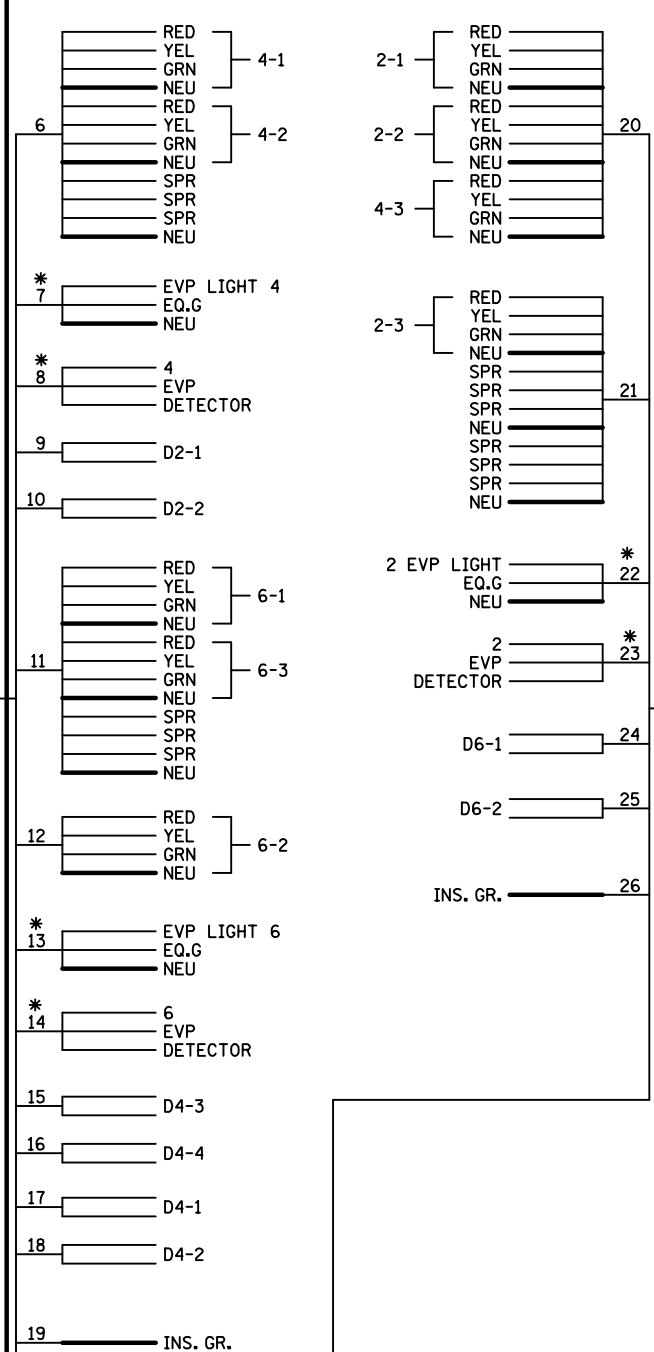 6
RED
YEL
GRN
NEU
4-1
RED
YEL
GRN
NEU
4-2
SPR
SPR
SPR
NEU
*
7
EVP LIGHT 4
EQ.G
NEU
*
8
4
EVP
DETECTOR
9
D2-1
10
D2-2
11
RED
YEL
GRN
NEU
6-1
RED
YEL
GRN
NEU
6-3
SPR
SPR
SPR
NEU
12
RED
YEL
GRN
NEU
6-2
*
13
EVP LIGHT 6
EQ.G
NEU
*
14
6
EVP
DETECTOR
15
D4-3
16
D4-4
17
D4-1
18
D4-2
19
INS. GR.
2-1
RED
YEL
GRN
NEU
2-2
RED
YEL
GRN
NEU
4-3
RED
YEL
GRN
NEU
20
2-3
RED
YEL
GRN
NEU
SPR
SPR
SPR
NEU
SPR
SPR
SPR
NEU
21
2 EVP LIGHT
EQ.G
NEU
*
22
2
EVP
DETECTOR
*
23
D6-1
24
D6-2
25
INS. GR.
26